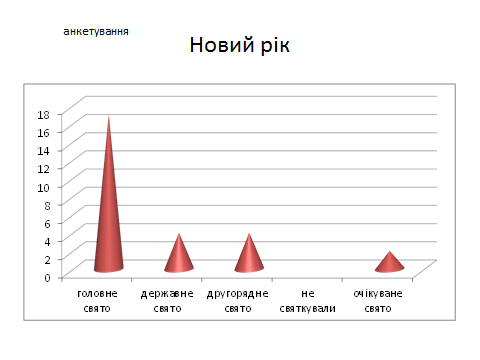 анкетування
Новий рік
18
16
14
12
10
8
6
4
2
0
головне
свято
державне
свято
другорядне
свято
не
святкували
очікуване
свято